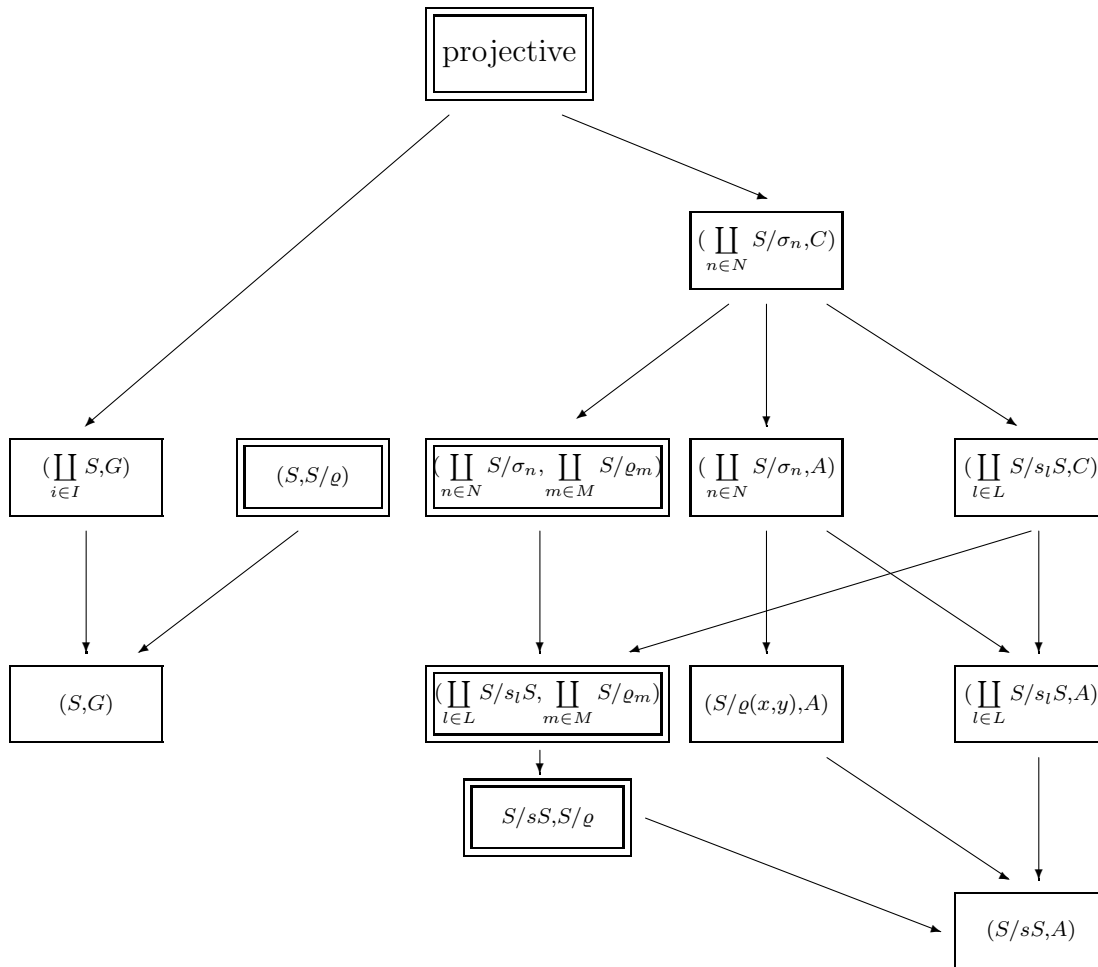 projective
(∐_{n∈N} S/σ_n,C)
(∐_{i∈I} S,G)
(S,S/ϱ)
(∐_{n∈N} S/σ_n, ∐_{m∈M} S/ϱ_m)
(∐_{n∈N} S/σ_n,A)
(∐_{l∈L} S/s_lS,C)
(S,G)
(∐_{l∈L} S/s_lS, ∐_{m∈M} S/ϱ_m)
(S/ϱ(x,y),A)
(∐_{l∈L} S/s_lS,A)
S/sS,S/ϱ
(S/sS,A)